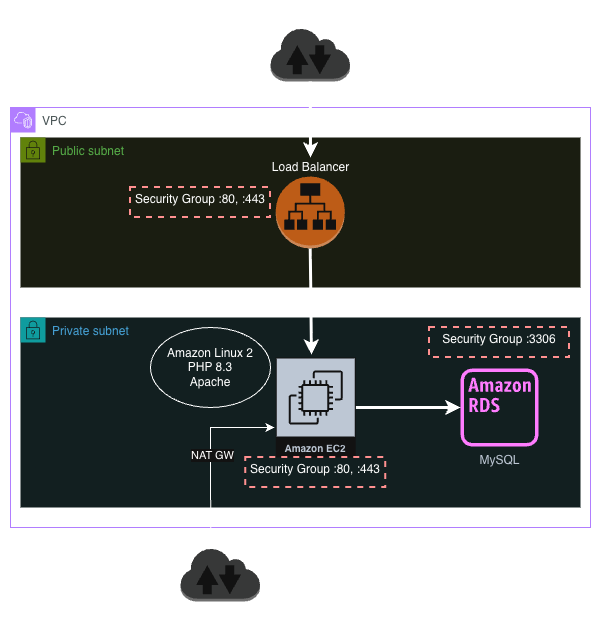 VPC
Public subnet
Load Balancer
Security Group :80, :443
Private subnet
Security Group :3306
Amazon Linux 2
PHP 8.3
Apache
Amazon
RDS
Amazon EC2
NAT GW
MySQL
Security Group :80, :443